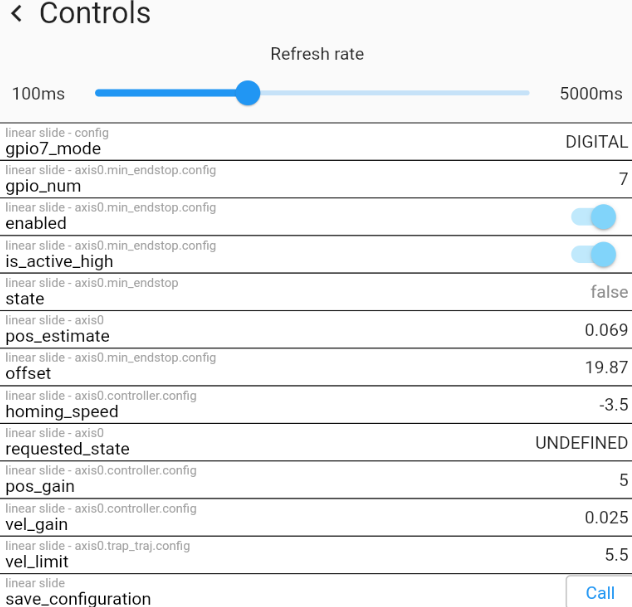 Controls
Refresh rate
100ms 5000ms
linear slide - config
gpio7_mode DIGITAL
linear slide - axis0.min_endstop.config
gpio_num 7
linear slide - axis0.min_endstop.config
enabled
linear slide - axis0.min_endstop.config
is_active_high
linear slide - axis0.min_endstop
state false
linear slide - axis0
pos_estimate 0.069
linear slide - axis0.min_endstop.config
offset 19.87
linear slide - axis0.controller.config
homing_speed -3.5
linear slide - axis0
requested_state UNDEFINED
linear slide - axis0.controller.config
pos_gain 5
linear slide - axis0.controller.config
vel_gain 0.025
linear slide - axis0.trap_traj.config
vel_limit 5.5
linear slide
save_configuration Call